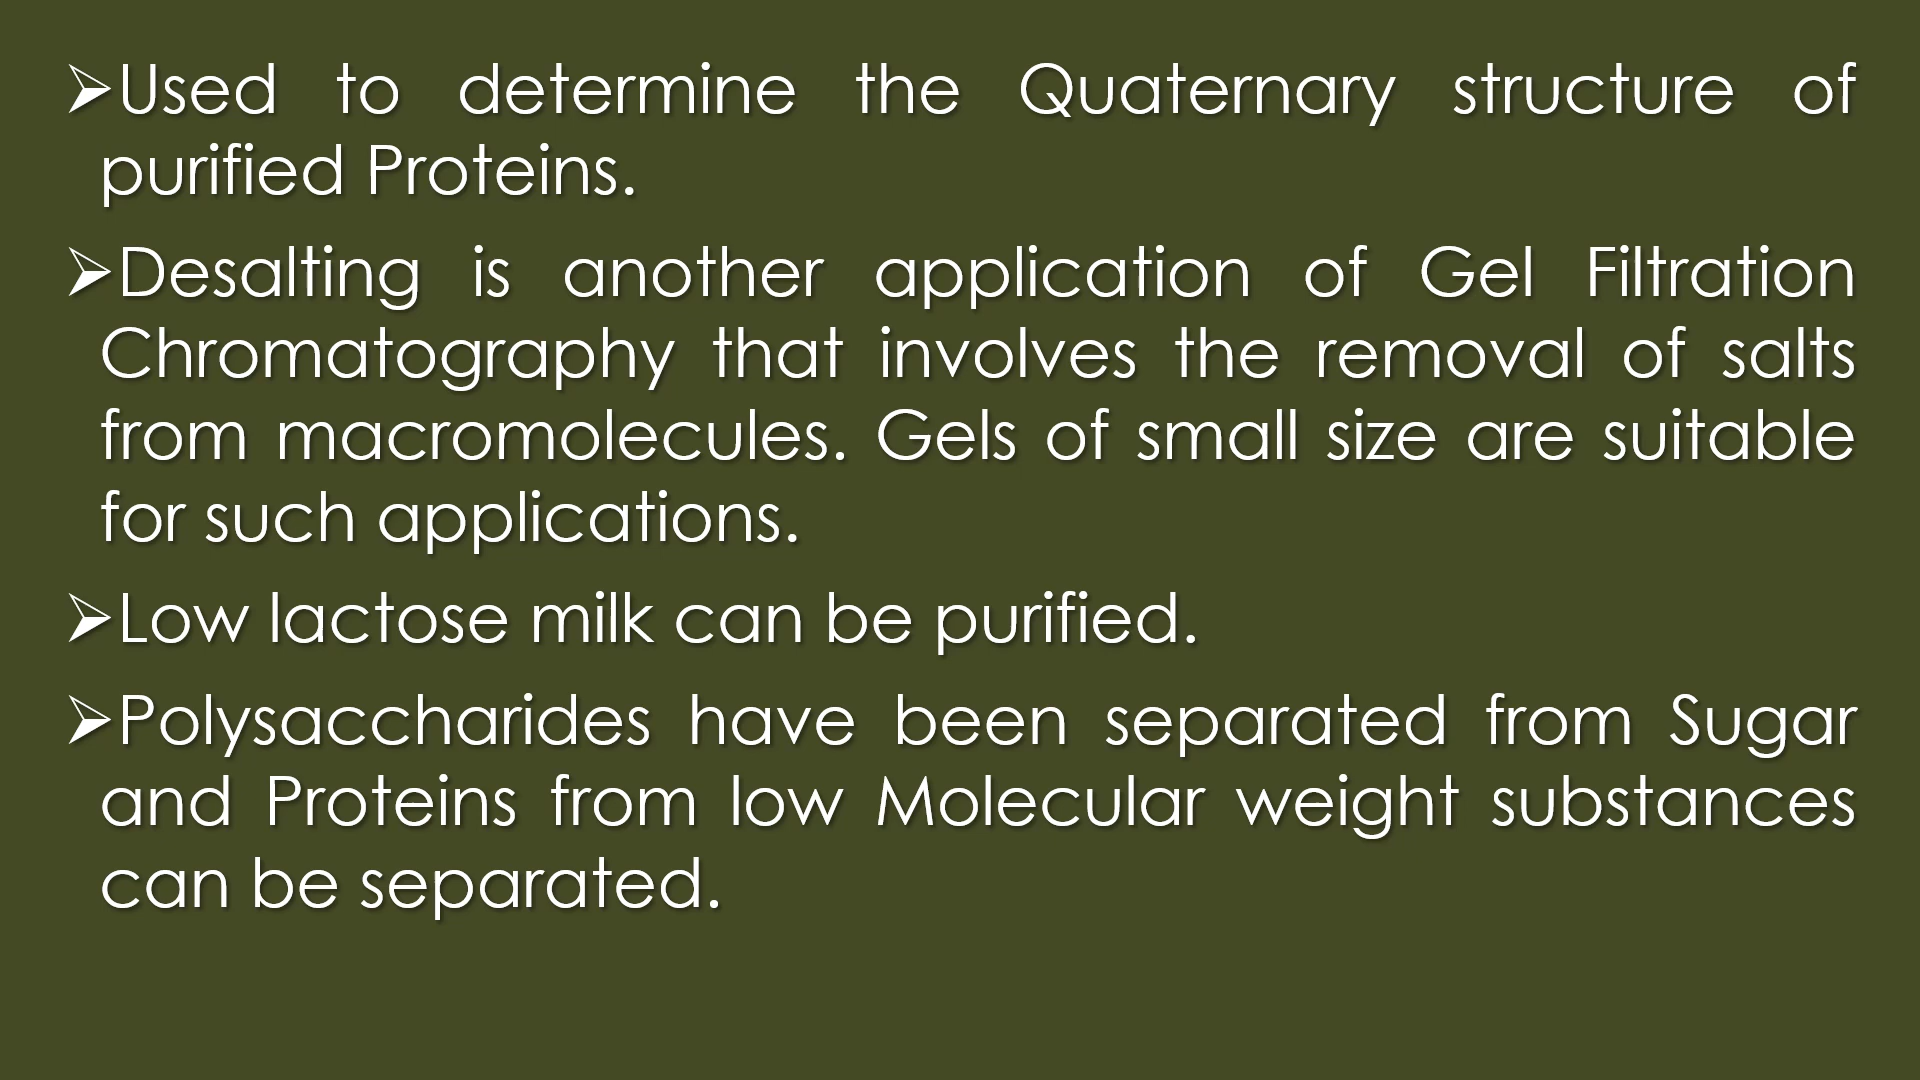 ➢Used to determine the Quaternary structure of
purified Proteins.
➢Desalting is another application of Gel Filtration
Chromatography that involves the removal of salts
from macromolecules. Gels of small size are suitable
for such applications.
➢Low lactose milk can be purified.
➢Polysaccharides have been separated from Sugar
and Proteins from low Molecular weight substances
can be separated.